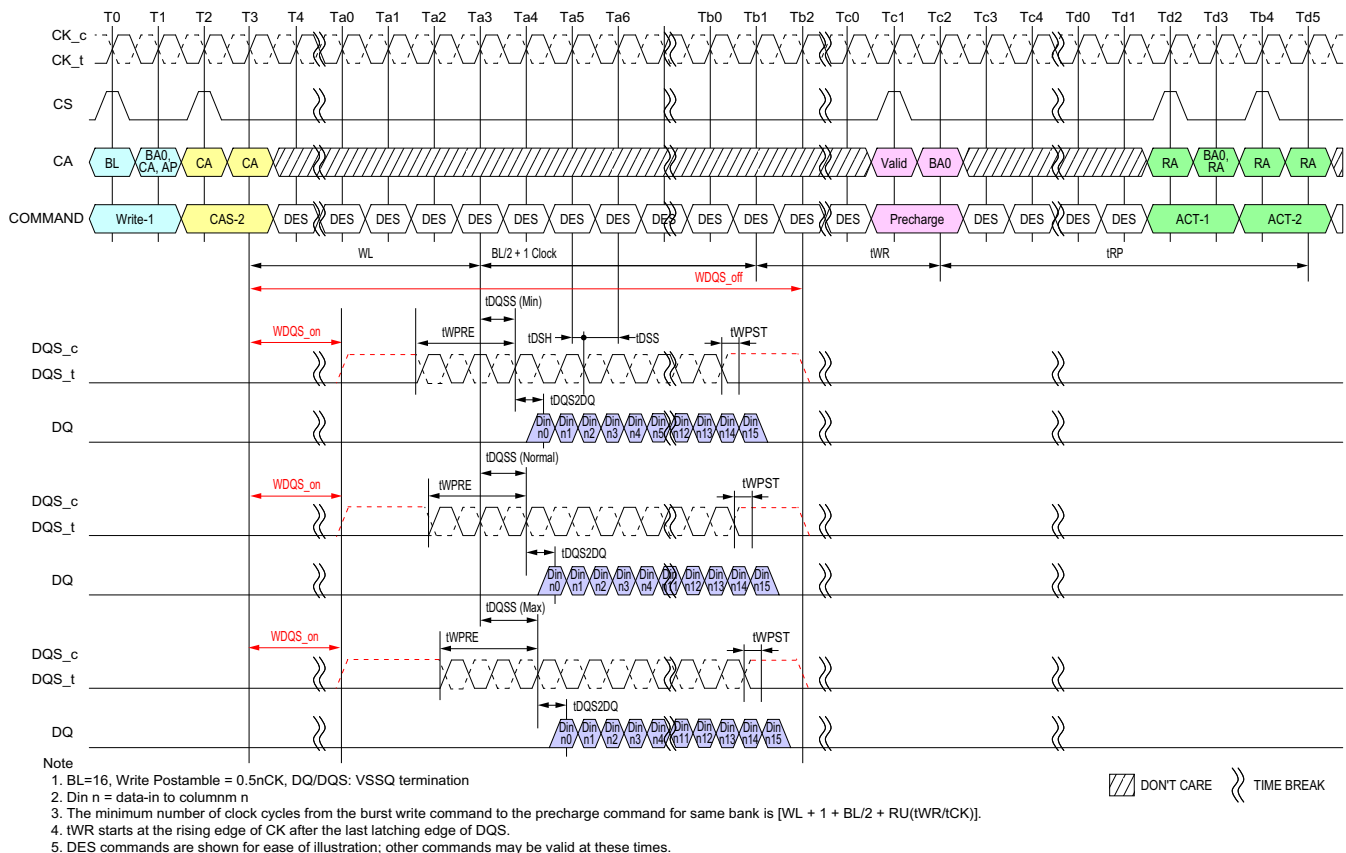 T0 T1 T2 T3 T4 Ta0 Ta1 Ta2 Ta3 Ta4 Ta5 Ta6 Tb0 Tb1 Tb2 Tc0 Tc1 Tc2 Tc3 Tc4 Td0 Td1 Td2 Td3 Tb4 Td5
CK_c
CK_t
CS
CA BL BA0, CA, AP CA CA Valid BA0 RA BA0, RA RA RA
COMMAND Write-1 CAS-2 DES DES DES DES DES DES DES DES DES DES DES DES DES Precharge DES DES DES DES ACT-1 ACT-2
WL BL/2 + 1 Clock tWR tRP
WDQS_off
tDQSS (Min)
WDQS_on tWPRE tDSH tDSS tWPST
DQS_c
DQS_t
tDQS2DQ
DQ Din n0 Din n1 Din n2 Din n3 Din n4 Din n5 Din n12 Din n13 Din n14 Din n15
tDQSS (Normal)
WDQS_on tWPRE tWPST
DQS_c
DQS_t
tDQS2DQ
DQ Din n0 Din n1 Din n2 Din n3 Din n4 Din n11 Din n12 Din n13 Din n14 Din n15
tDQSS (Max)
WDQS_on tWPRE tWPST
DQS_c
DQS_t
tDQS2DQ
DQ Din n0 Din n1 Din n2 Din n3 Din n4 Din n11 Din n12 Din n13 Din n14 Din n15
Note
1. BL=16, Write Postamble = 0.5nCK, DQ/DQS: VSSQ termination
2. Din n = data-in to columnm n
3. The minimum number of clock cycles from the burst write command to the precharge command for same bank is [WL + 1 + BL/2 + RU(tWR/tCK)].
4. tWR starts at the rising edge of CK after the last latching edge of DQS.
5. DES commands are shown for ease of illustration; other commands may be valid at these times.
DON'T CARE TIME BREAK